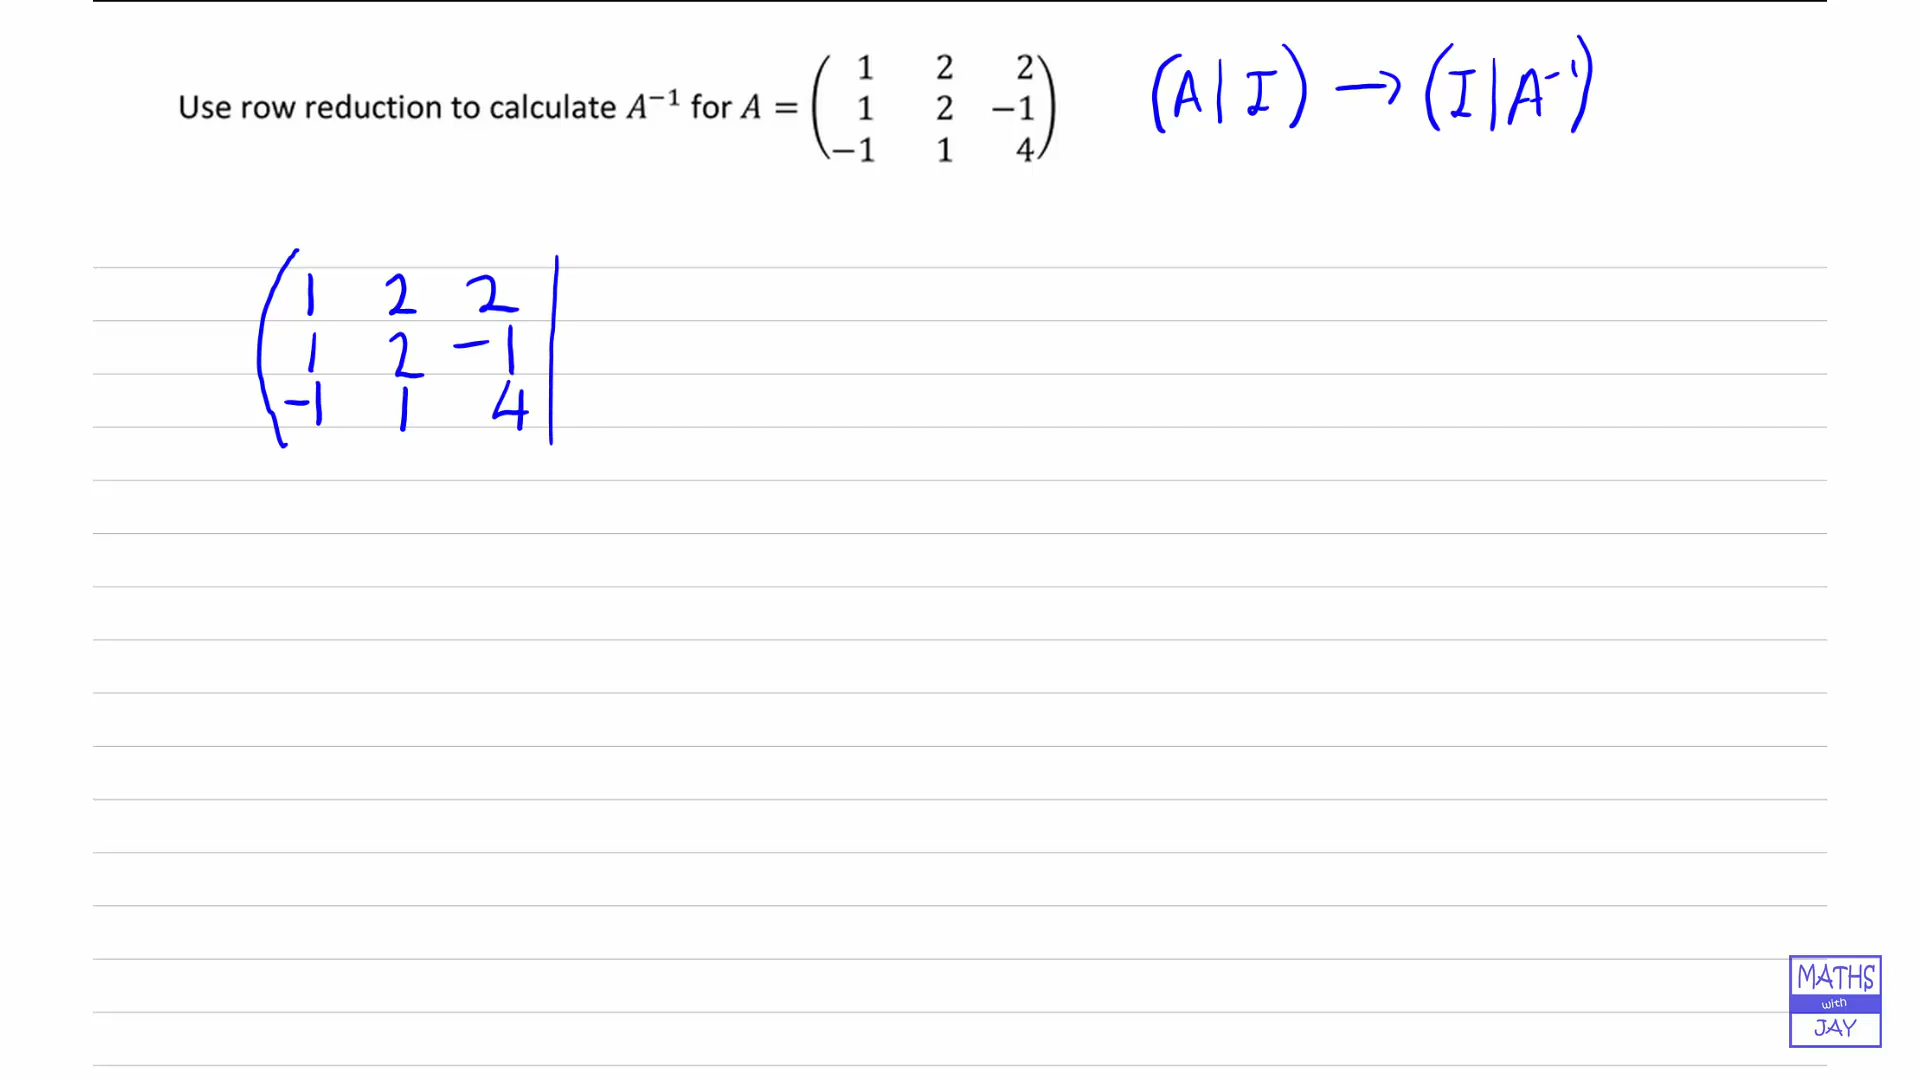 Use row reduction to calculate A⁻¹ for A = ( 1 2 2
1 2 −1
−1 1 4 )
(A | I) → (I | A⁻¹)
( 1 2 2 |
1 2 −1 |
−1 1 4 |
MATHS
with
JAY